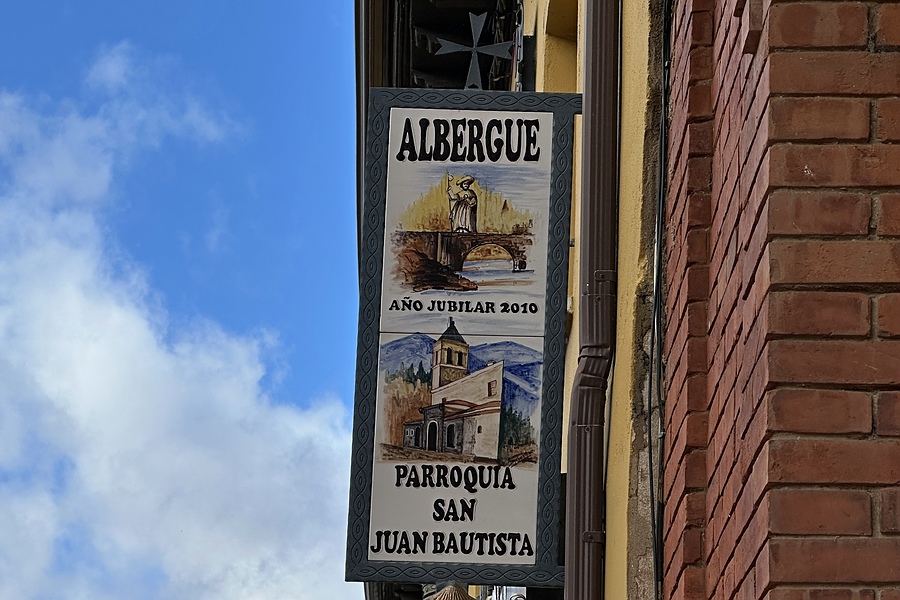 ALBERGUE
AÑO JUBILAR 2010
PARROQUIA
SAN
JUAN BAUTISTA